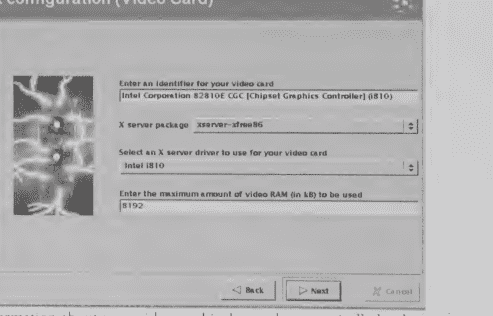 configuration (Video Card)
Enter an identifier for your video card
Intel Corporation 82810E CGC [Chipset Graphics Controller] (i810)
X server package xserver-xfree86
Select an X server driver to use for your video card
Intel i810
Enter the maximum amount of video RAM (in kB) to be used
8192
Back Next Cancel